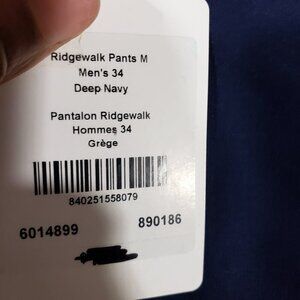 Ridgewalk Pants M
Men's 34
Deep Navy
Pantalon Ridgewalk
Hommes 34
Grège
840251558079
6014899 890186